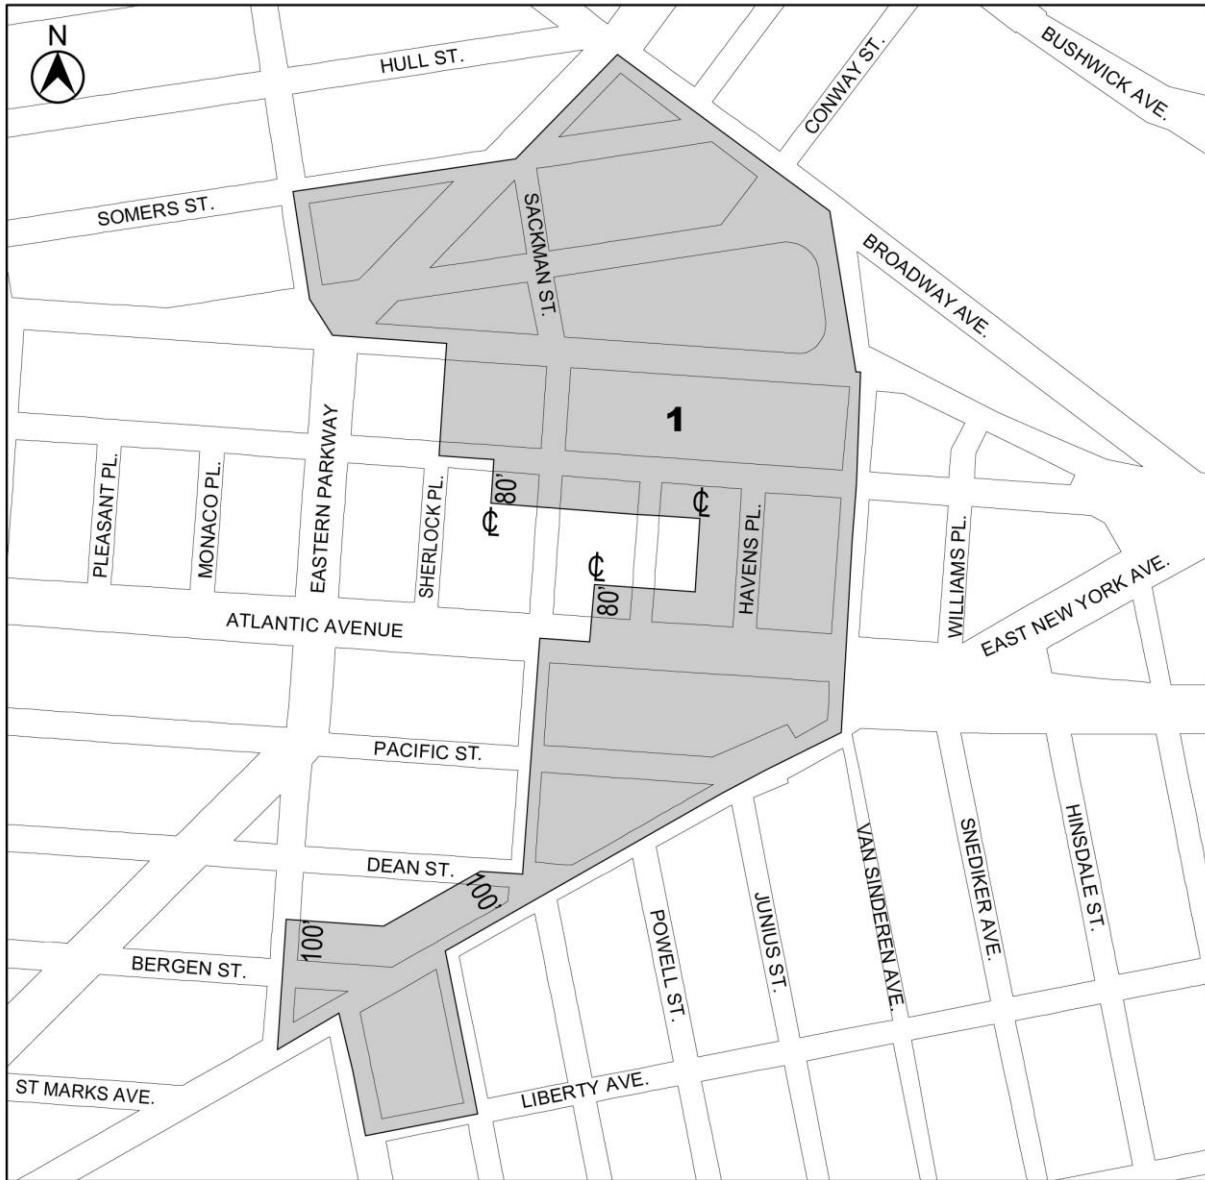 N
HULL ST.
CONWAY ST.
BUSHWICK AVE.
SOMERS ST.
SACKMAN ST.
BROADWAY AVE.
1
PLEASANT PL.
MONACO PL.
EASTERN PARKWAY
SHERLOCK PL.
80'
℄
℄
HAVENS PL.
℄
80'
WILLIAMS PL.
EAST NEW YORK AVE.
ATLANTIC AVENUE
PACIFIC ST.
DEAN ST.
100'
100'
BERGEN ST.
POWELL ST.
JUNIUS ST.
VAN SINDEREN AVE.
SNEDIKER AVE.
HINSDALE ST.
ST MARKS AVE.
LIBERTY AVE.